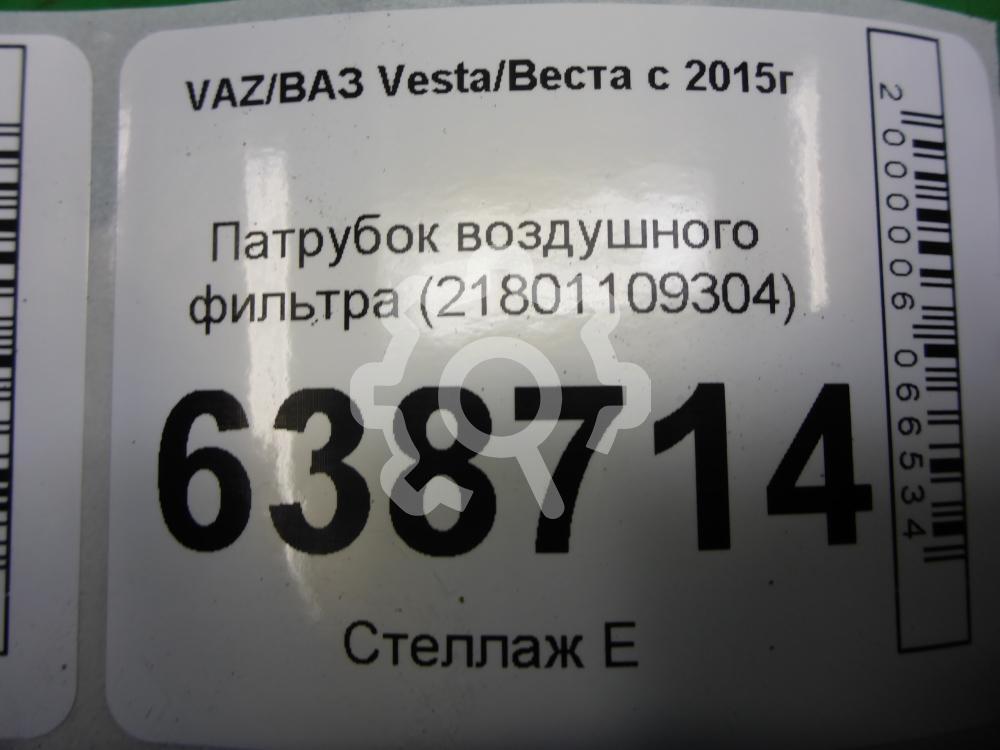 VAZ/ВАЗ Vesta/Веста с 2015г
Патрубок воздушного
фильтра (21801109304)
638714
Стеллаж Е
2000006066534